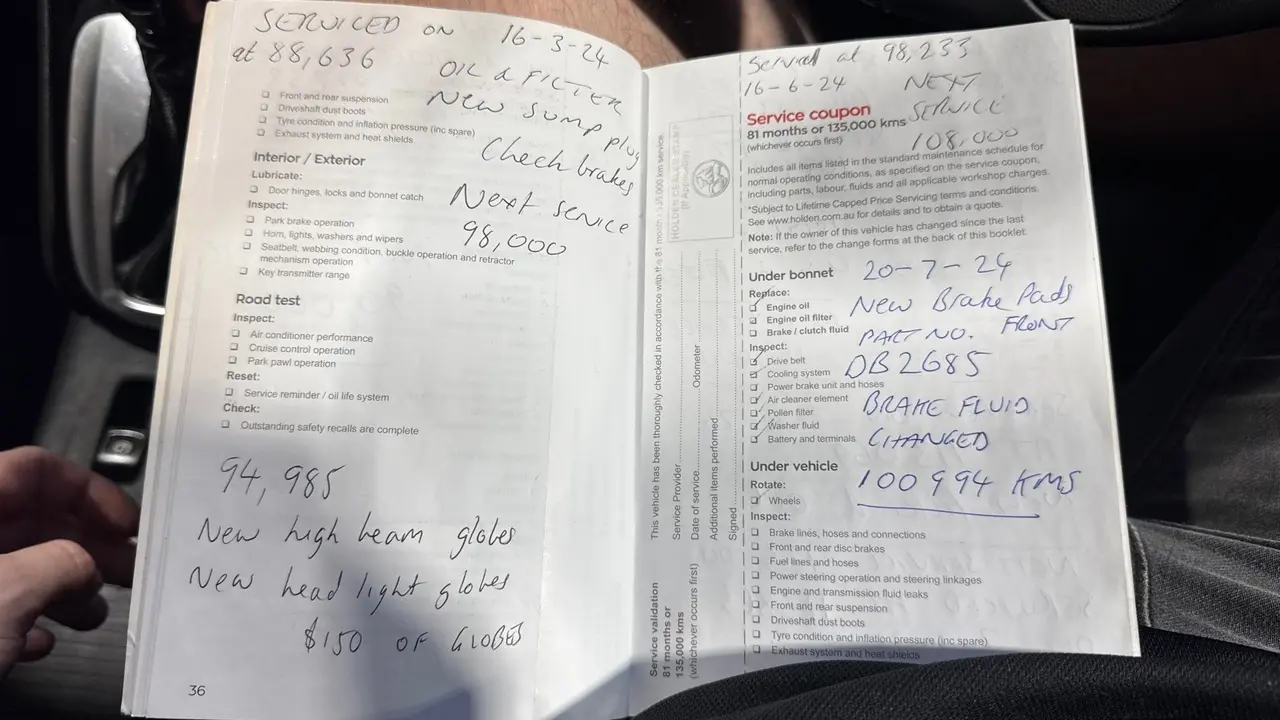 SERVICED ON 16-3-24
at 88,636
OIL & FILTER
New sump plug
Check brakes
Next service
98,000
Front and rear suspension
Driveshaft dust boots
Tyre condition and inflation pressure (inc spare)
Exhaust system and heat shields
Interior / Exterior
Lubricate:
Door hinges, locks and bonnet catch
Inspect:
Park brake operation
Horn, lights, washers and wipers
Seatbelt, webbing condition, buckle operation and retractor
mechanism operation
Key transmitter range
Road test
Inspect:
Air conditioner performance
Cruise control operation
Park pawl operation
Reset:
Service reminder / oil life system
Check:
Outstanding safety recalls are complete
94,985
New high beam globes
New head light globes
$150 OF GLOBES
36
This vehicle has been thoroughly checked in accordance with the 81 month / 135,000 km service.
Service Provider
Date of service
Odometer
Additional items performed
Signed
Service validation
81 months or
135,000 kms
(whichever occurs first)
HOLDEN DEALER STAMP
Service at 98,233
16-6-24
NEXT
SERVICE
108,000
Service coupon
81 months or 135,000 kms
(whichever occurs first)
Includes all items listed in the standard maintenance schedule for
normal operating conditions, as specified on the service coupon,
including parts, labour, fluids and all applicable workshop charges.
*Subject to Lifetime Capped Price Servicing terms and conditions.
See www.holden.com.au for details and to obtain a quote.
Note: If the owner of this vehicle has changed since the last
service, refer to the change forms at the back of this booklet.
Under bonnet
Replace:
Engine oil
Engine oil filter
Brake / clutch fluid
Inspect:
Drive belt
Cooling system
Power brake unit and hoses
Air cleaner element
Pollen filter
Washer fluid
Battery and terminals
20-7-24
New Brake Pads
FRONT
PART NO.
DB2685
BRAKE FLUID
CHANGED
100994 KMS
Under vehicle
Rotate:
Wheels
Inspect:
Brake lines, hoses and connections
Front and rear disc brakes
Fuel lines and hoses
Power steering operation and steering linkages
Engine and transmission fluid leaks
Front and rear suspension
Driveshaft dust boots
Tyre condition and inflation pressure (inc spare)
Exhaust system and heat shields